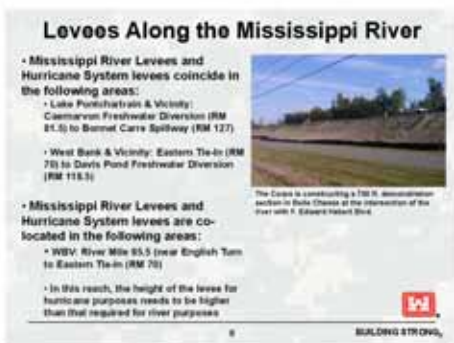 Levees Along the Mississippi River
• Mississippi River Levees and
Hurricane System levees coincide in
the following areas:
• Lake Pontchartrain & Vicinity:
Caernarvon Freshwater Diversion (RM
81.5) to Bonnet Carre Spillway (RM 127)
• West Bank & Vicinity: Eastern Tie-In (RM
70) to Davis Pond Freshwater Diversion
(RM 118.5)
• Mississippi River Levees and
Hurricane System levees are co-
located in the following areas:
• WBV: River Mile 85.5 (near English Turn
to Eastern Tie-In (RM 70)
• In this reach, the height of the levee for
hurricane purposes needs to be higher
than that required for river purposes
The Corps is constructing a 700 ft. demonstration
section in Belle Chasse at the intersection of the
river with F. Edward Hebert Blvd.
BUILDING STRONG